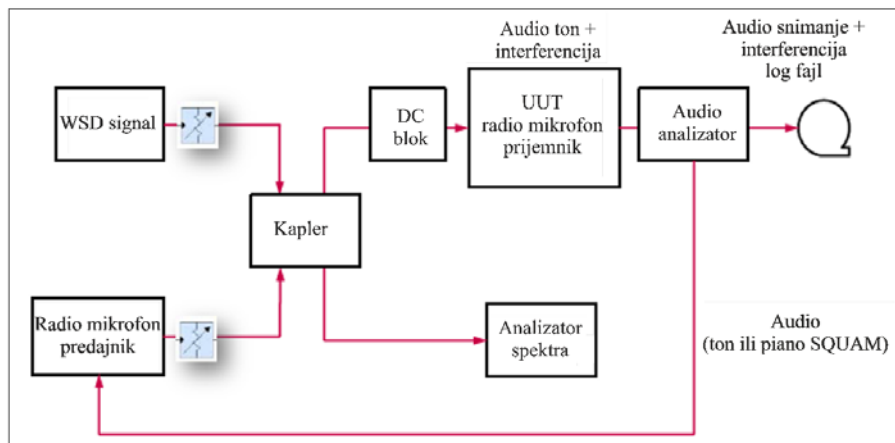 Audio ton +
interferencija
Audio snimanje +
interferencija
log fajl
WSD signal
DC
blok
UUT
radio mikrofon
prijemnik
Audio
analizator
Kapler
Radio mikrofon
predajnik
Analizator
spektra
Audio
(ton ili piano SQUAM)